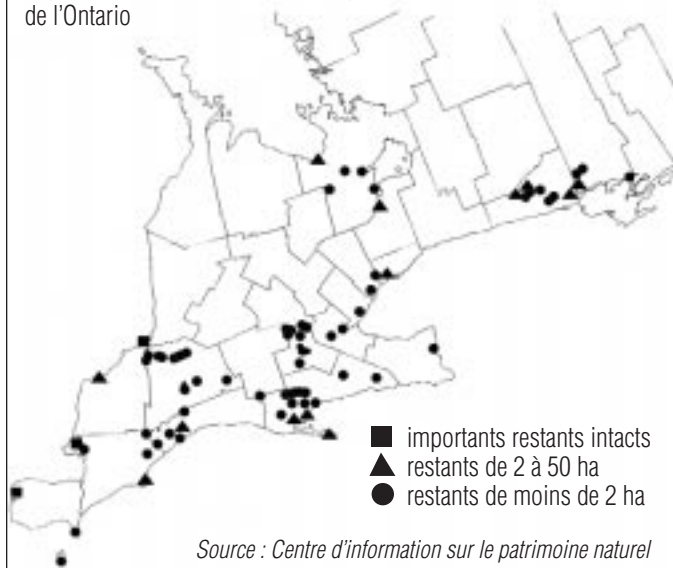 de l'Ontario
importants restants intacts
restants de 2 à 50 ha
restants de moins de 2 ha
Source : Centre d'information sur le patrimoine naturel